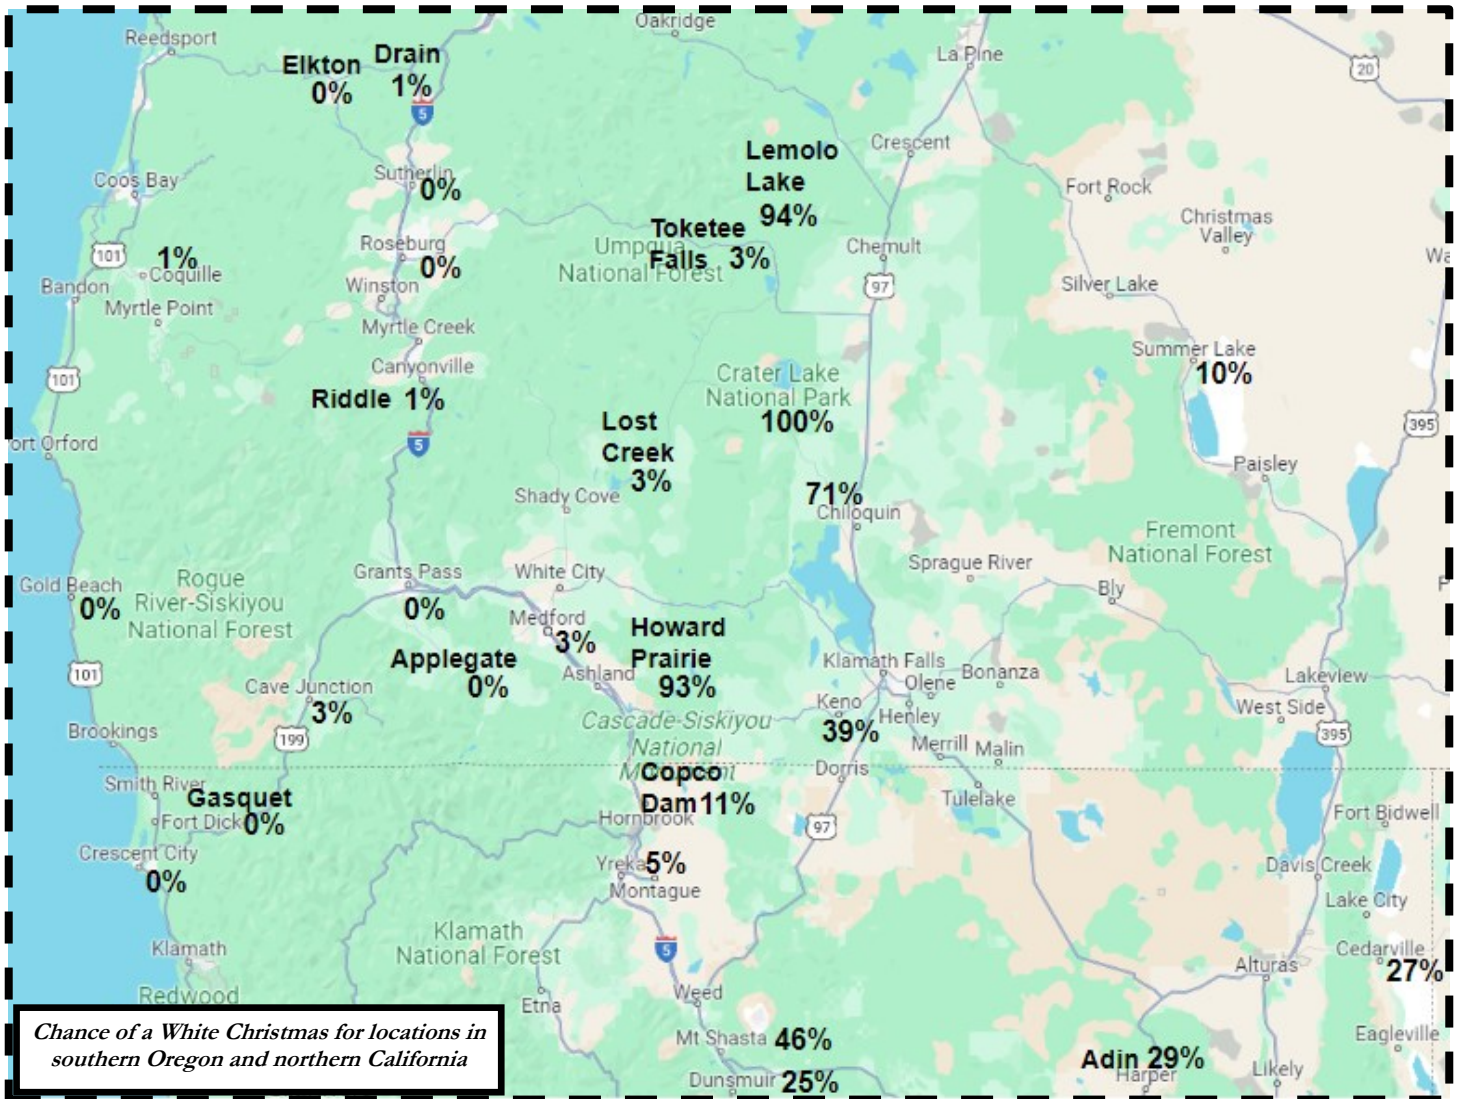 Reedsport
Oakridge
La Pine
20
Elkton
0%
Drain
1%
5
Crescent
Lemolo
Lake
94%
Coos Bay
Sutherlin
0%
Fort Rock
Christmas
Valley
Toketee
Falls 3%
Umpqua
National Forest
Roseburg
0%
Chemult
101
1%
Coquille
Bandon
Winston
97
Silver Lake
Myrtle Point
Myrtle Creek
Summer Lake
10%
Canyonville
Crater Lake
National Park
100%
101
Riddle 1%
Lost
Creek
3%
5
395
ort Orford
Paisley
Shady Cove
71%
Chiloquin
Fremont
National Forest
Gold Beach
0%
Rogue
River-Siskiyou
National Forest
Grants Pass
0%
White City
Sprague River
Bly
Medford
3%
Howard
Prairie
93%
Applegate
0%
Ashland
Klamath Falls
Olene
Bonanza
Lakeview
101
Cave Junction
3%
Keno
39%
Henley
West Side
Brookings
199
Cascade-Siskiyou
National
Merrill
Malin
395
Smith River
Copco
Dam 11%
Dorris
Tulelake
Gasquet
0%
Fort Dick
Hornbrook
97
Fort Bidwell
Crescent City
0%
Yreka
5%
Montague
Davis Creek
Lake City
Klamath
Klamath
National Forest
5
Cedarville
27%
Alturas
Redwood
Etna
Weed
Mt Shasta 46%
Eagleville
Dunsmuir 25%
Adin 29%
Harper
Likely
Chance of a White Christmas for locations in
southern Oregon and northern California